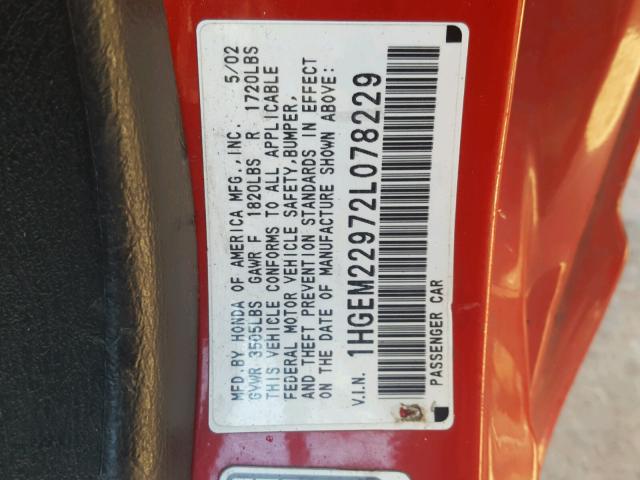 MFD. BY HONDA OF AMERICA MFG., INC. 5/02
GVWR 3505LBS GAWR F 1820LBS R 1720LBS
THIS VEHICLE CONFORMS TO ALL APPLICABLE
FEDERAL MOTOR VEHICLE SAFETY, BUMPER,
AND THEFT PREVENTION STANDARDS IN EFFECT
ON THE DATE OF MANUFACTURE SHOWN ABOVE:
V.I.N. 1HGEM22972L078229
PASSENGER CAR